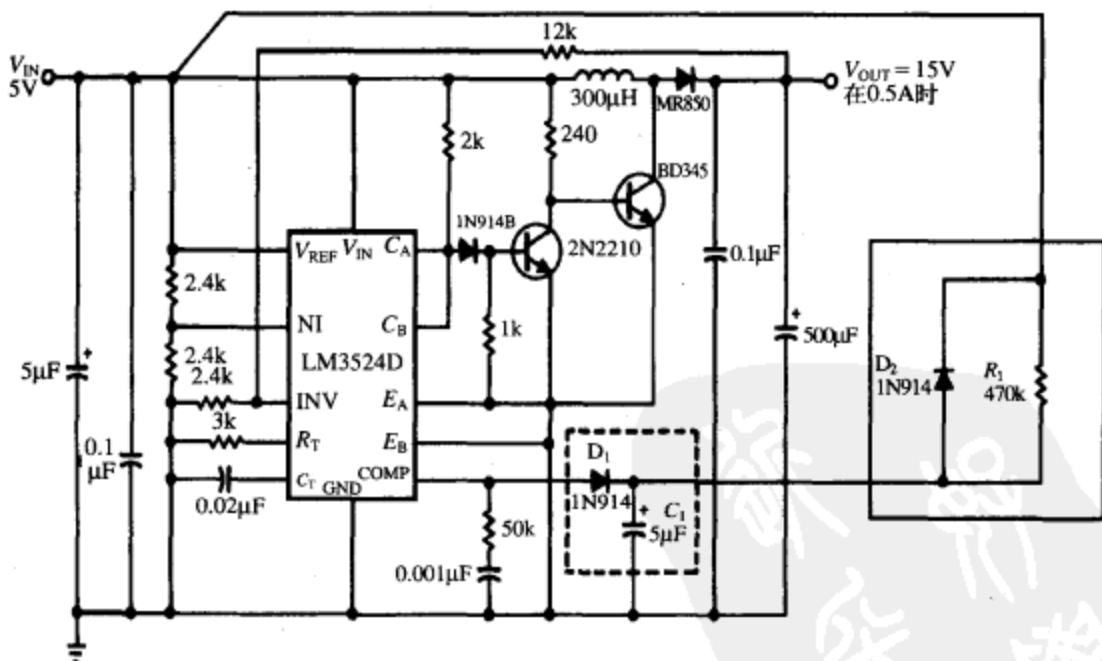 12k
V_IN
5V
V_OUT = 15V
在0.5A时
300μH
MR850
2k
240
BD345
1N914B
2N2210
V_REF
V_IN
C_A
0.1μF
2.4k
NI
C_B
1k
500μF
LM3524D
2.4k
2.4k
5μF
D_2
1N914
R_1
470k
INV
E_A
3k
R_T
E_B
0.1
μF
D_1
C_T
GND
COMP
1N914
0.02μF
C_1
5μF
50k
0.001μF